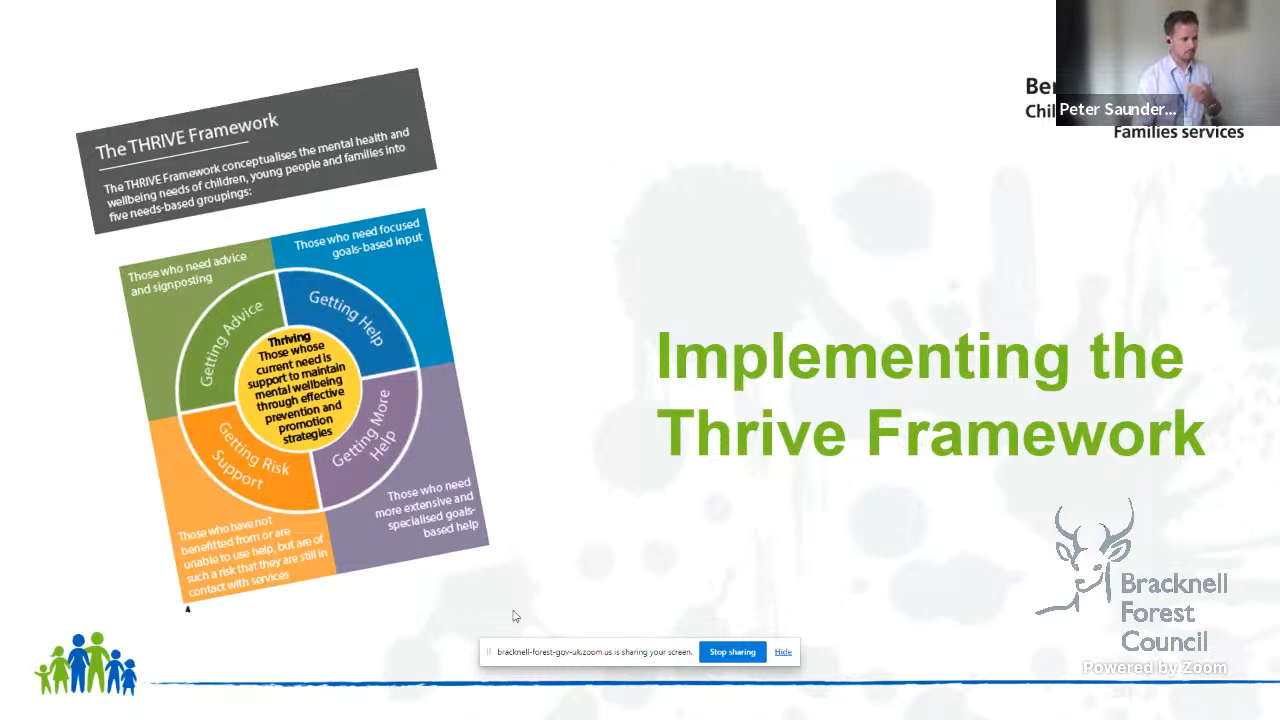 The THRIVE Framework
The THRIVE Framework conceptualises the mental health and
wellbeing needs of children, young people and families into
five needs-based groupings:
Those who need advice
and signposting
Those who need focused
goals-based input
Getting Advice
Getting Help
Thriving
Those whose
current need is
support to maintain
mental wellbeing
through effective
prevention and
promotion
strategies
Getting Risk
Support
Getting More
Help
Those who have not
benefitted from or are
unable to use help, but are of
such a risk that they are still in
contact with services
Those who need
more extensive and
specialised goals-
based help
4
Peter Saunder...
Families services
Implementing the
Thrive Framework
Bracknell
Forest
Council
Powered by Zoom
bracknell-forest-gov-uk.zoom.us is sharing your screen.
Stop sharing
Hide